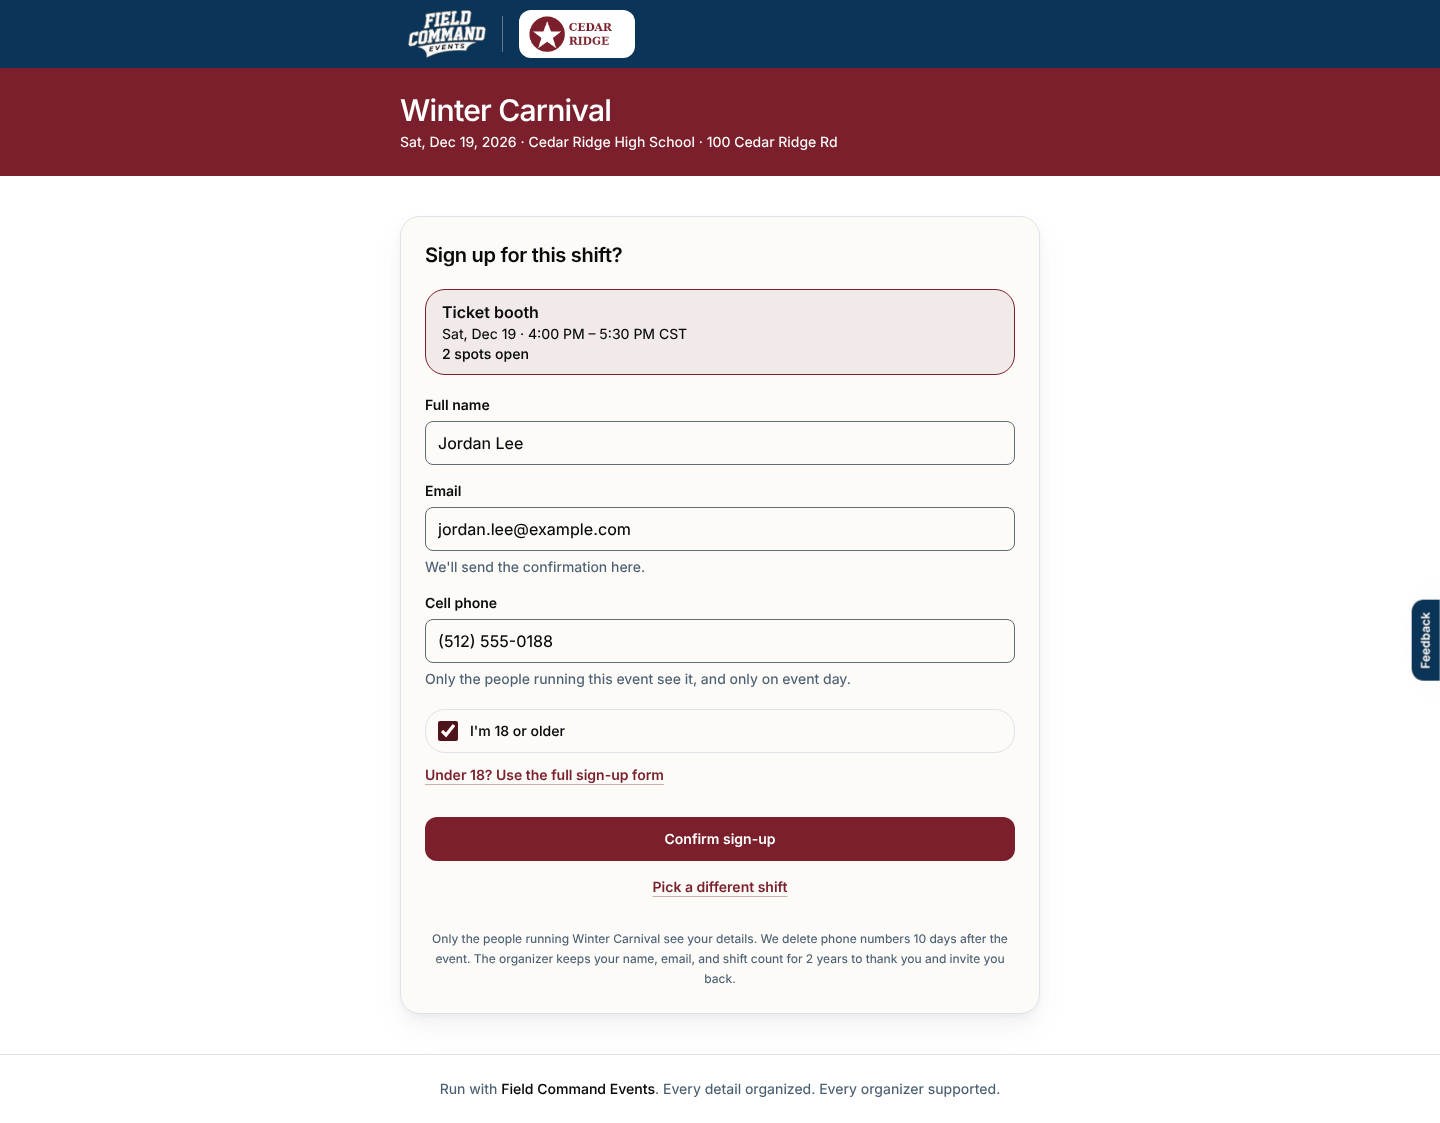 FIELD
COMMAND
EVENTS
CEDAR
RIDGE
Winter Carnival
Sat, Dec 19, 2026 · Cedar Ridge High School · 100 Cedar Ridge Rd
Sign up for this shift?
Ticket booth
Sat, Dec 19 · 4:00 PM – 5:30 PM CST
2 spots open
Full name
Jordan Lee
Email
jordan.lee@example.com
We'll send the confirmation here.
Cell phone
(512) 555-0188
Only the people running this event see it, and only on event day.
I'm 18 or older
Under 18? Use the full sign-up form
Confirm sign-up
Pick a different shift
Only the people running Winter Carnival see your details. We delete phone numbers 10 days after the
event. The organizer keeps your name, email, and shift count for 2 years to thank you and invite you
back.
Feedback
Run with Field Command Events. Every detail organized. Every organizer supported.